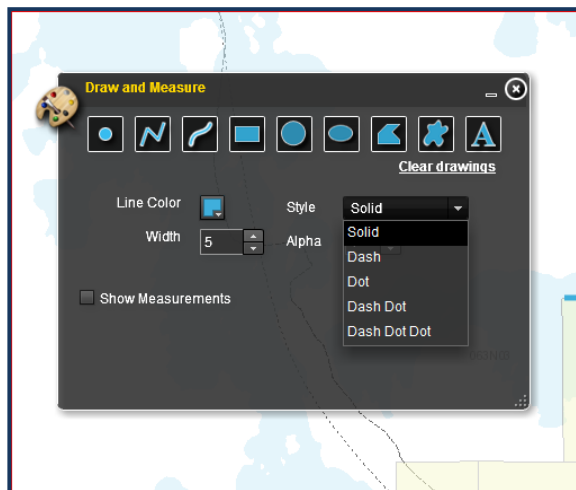 Draw and Measure
A
Clear drawings
Line Color
Style
Solid
Width
5
Alpha
Solid
Dash
Dot
Dash Dot
Dash Dot Dot
Show Measurements